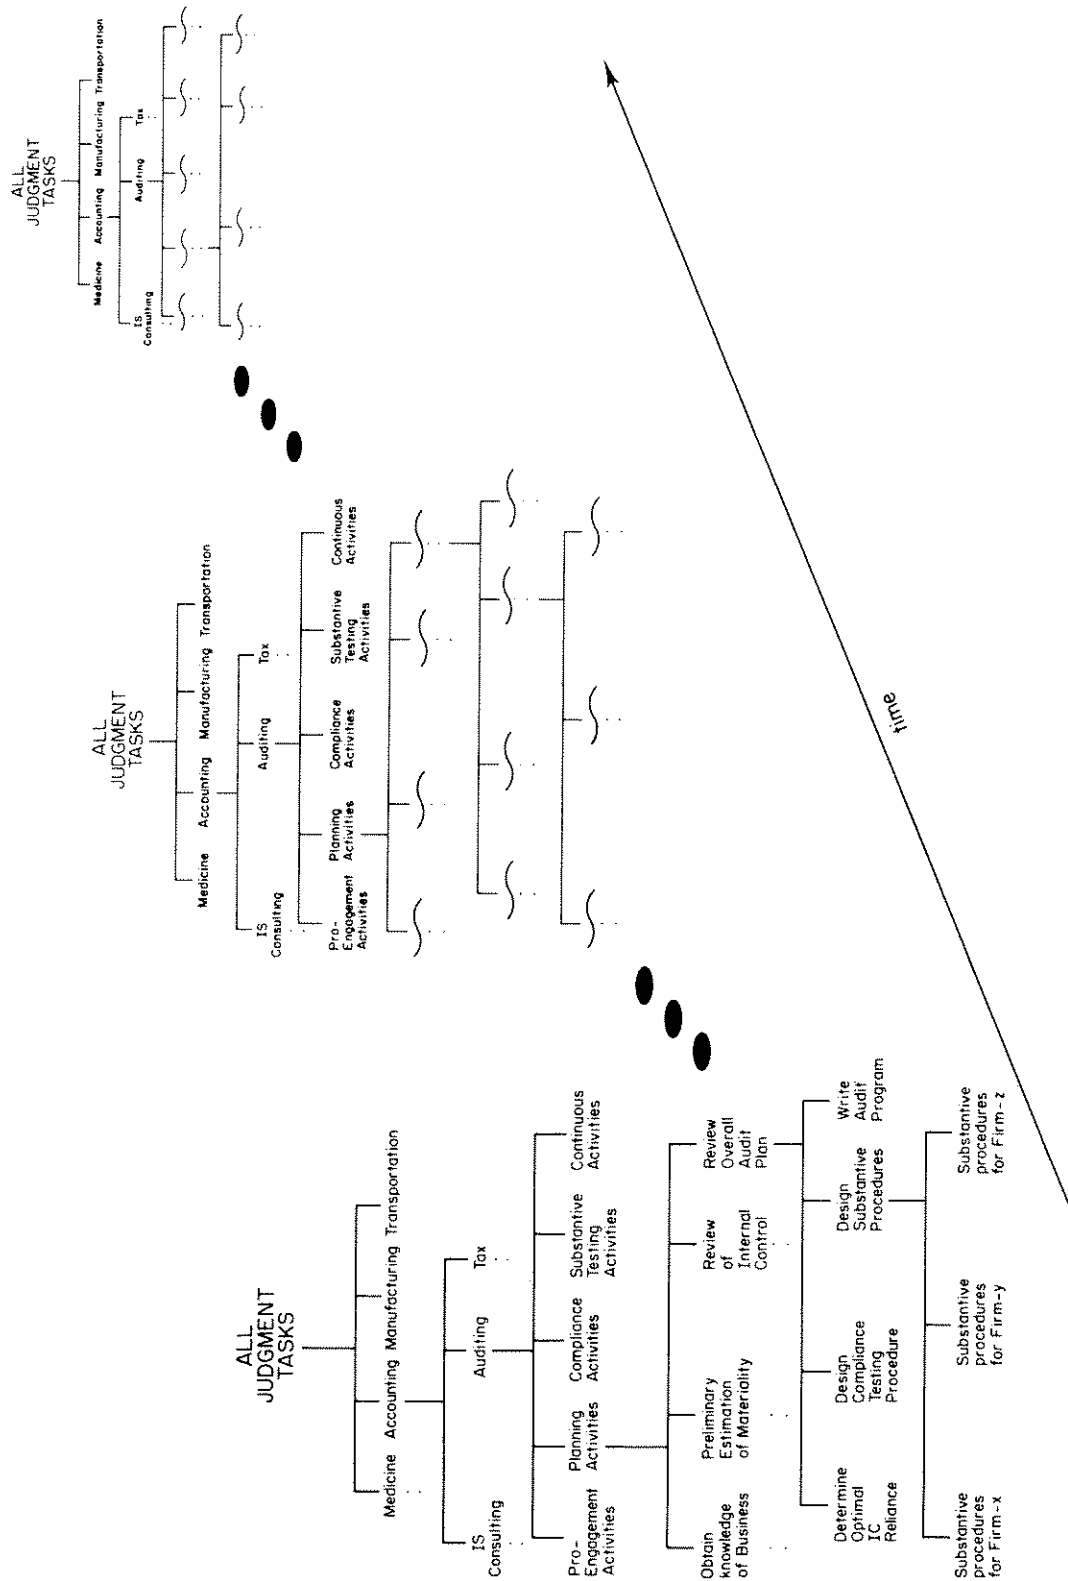 ALL
JUDGMENT
TASKS
Medicine Accounting Manufacturing Transportation
IS
Consulting
Auditing
Tax
Pro-
Engagement
Activities
Planning
Activities
Compliance
Activities
Substantive
Testing
Activities
Continuous
Activities
Obtain
knowledge
of Business
Preliminary
Estimation
of Materiality
Review
of
Internal
Control
Review
Overall
Audit
Plan
Determine
Optimal
IC
Reliance
Design
Compliance
Testing
Procedure
Design
Substantive
Procedures
Write
Audit
Program
Substantive
procedures
for Firm-x
Substantive
procedures
for Firm-y
Substantive
procedures
for Firm-z
ALL
JUDGMENT
TASKS
Medicine Accounting Manufacturing Transportation
IS
Consulting
Auditing
Tax
Pro-
Engagement
Activities
Planning
Activities
Compliance
Activities
Substantive
Testing
Activities
Continuous
Activities
ALL
JUDGMENT
TASKS
Medicine Accounting Manufacturing Transportation
IS
Consulting
Auditing
Tax
time